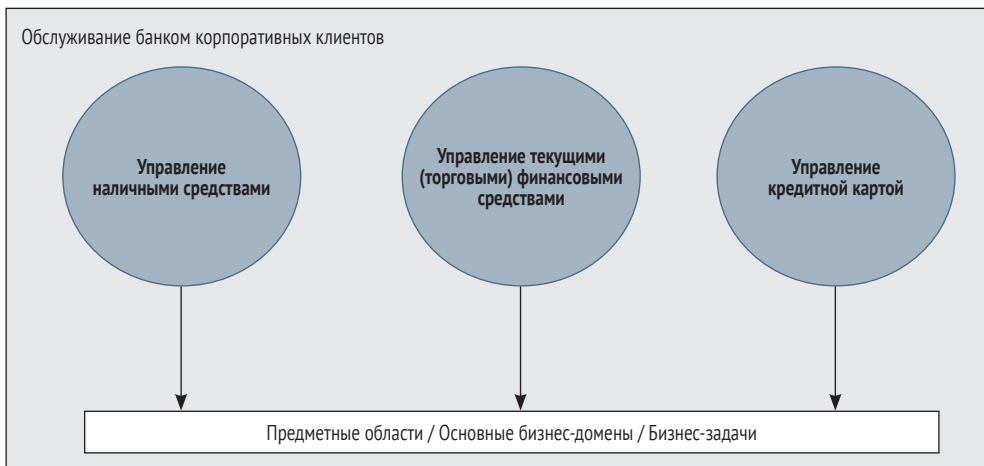 Обслуживание банком корпоративных клиентов
Управление
наличными средствами
Управление текущими
(торговыми) финансовыми
средствами
Управление
кредитной картой
Предметные области / Основные бизнес-домены / Бизнес-задачи